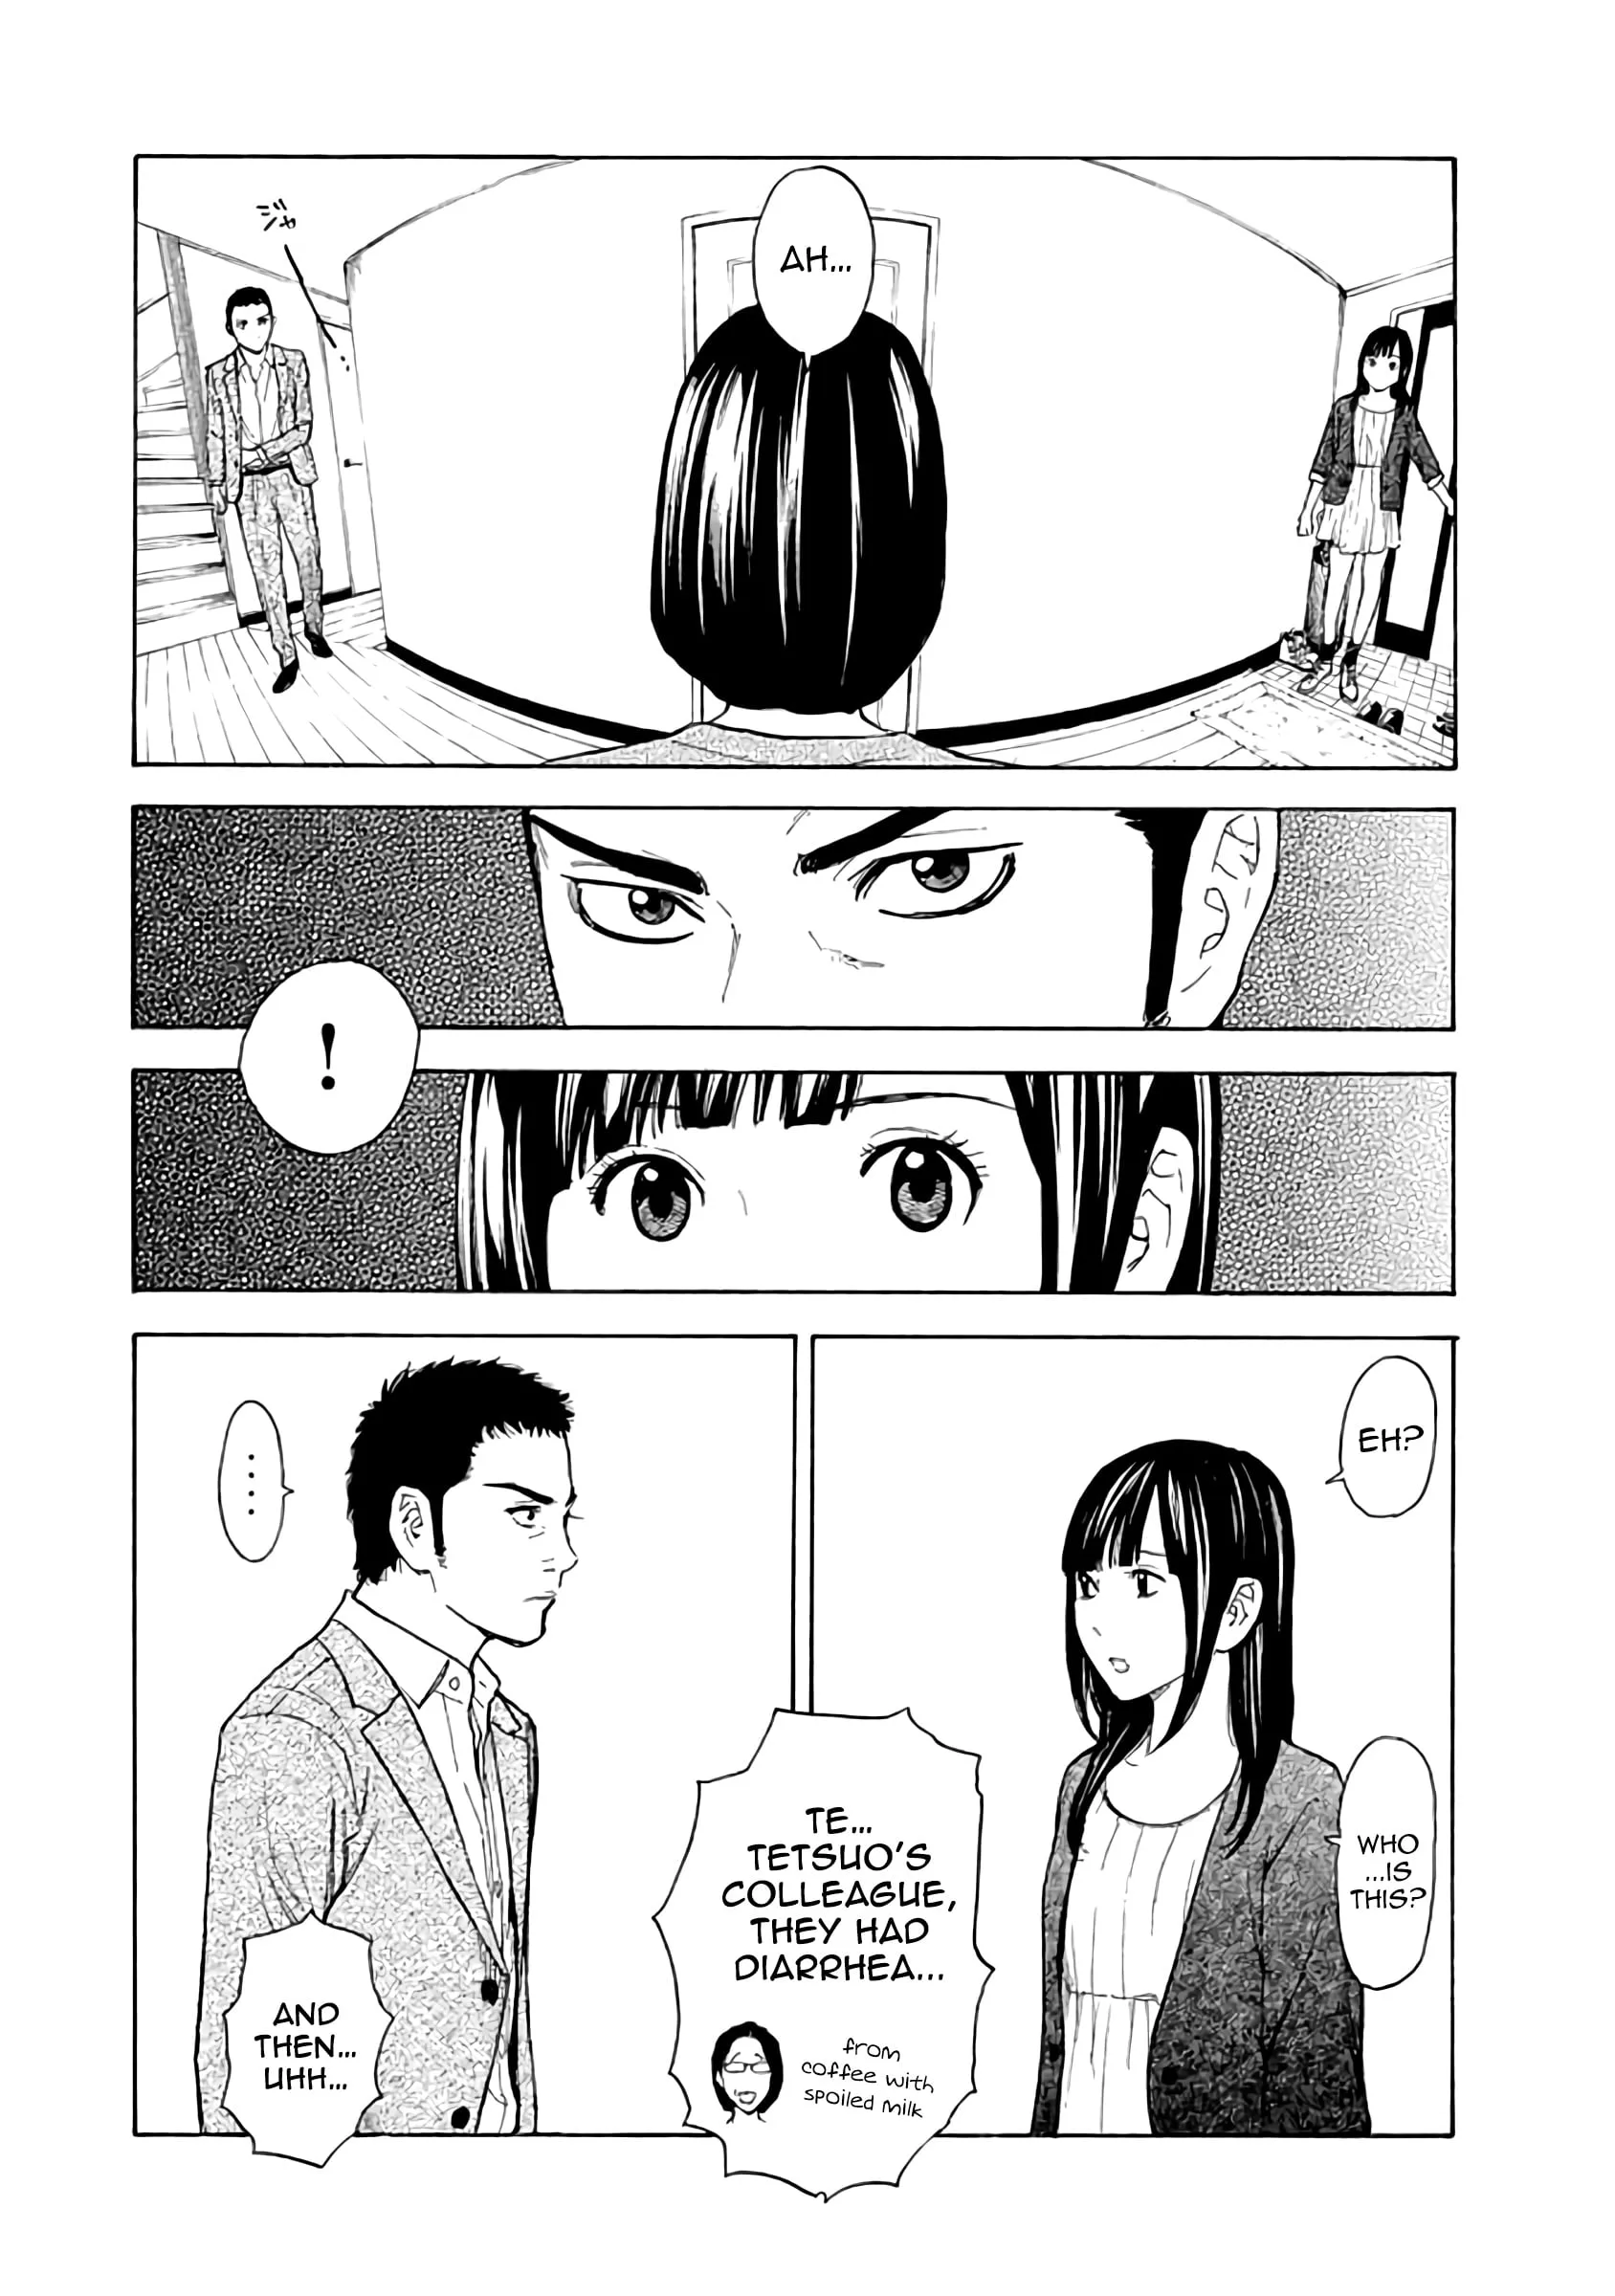 AH...
ジャ
!
EH?
WHO
...IS
THIS?
TE...
TETSUO'S
COLLEAGUE,
THEY HAD
DIARRHEA...
from
coffee with
spoiled milk
....
AND
THEN...
UHH...